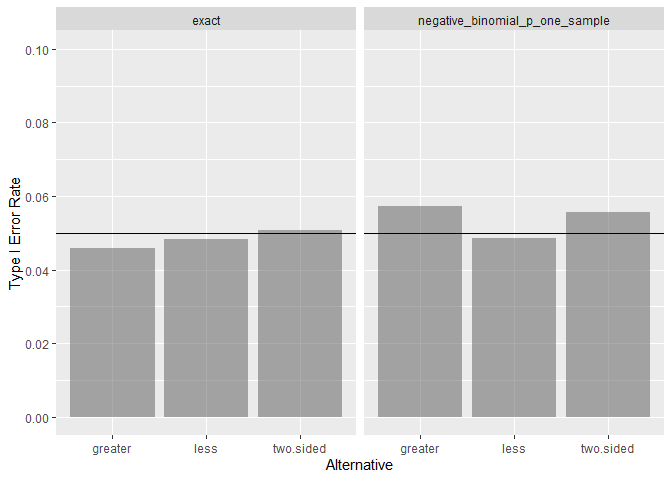 exact
negative_binomial_p_one_sample
Type I Error Rate
0.10
0.08
0.06
0.04
0.02
0.00
greater
less
two.sided
greater
less
two.sided
Alternative